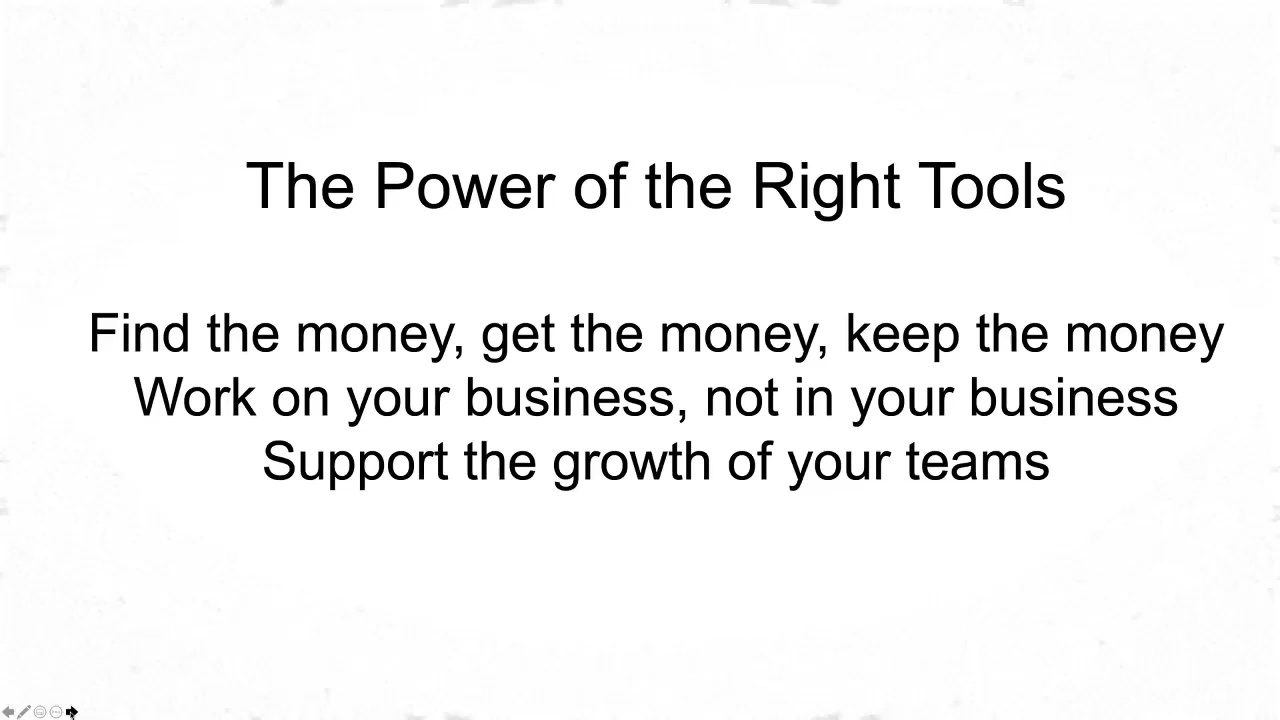 The Power of the Right Tools
Find the money, get the money, keep the money
Work on your business, not in your business
Support the growth of your teams